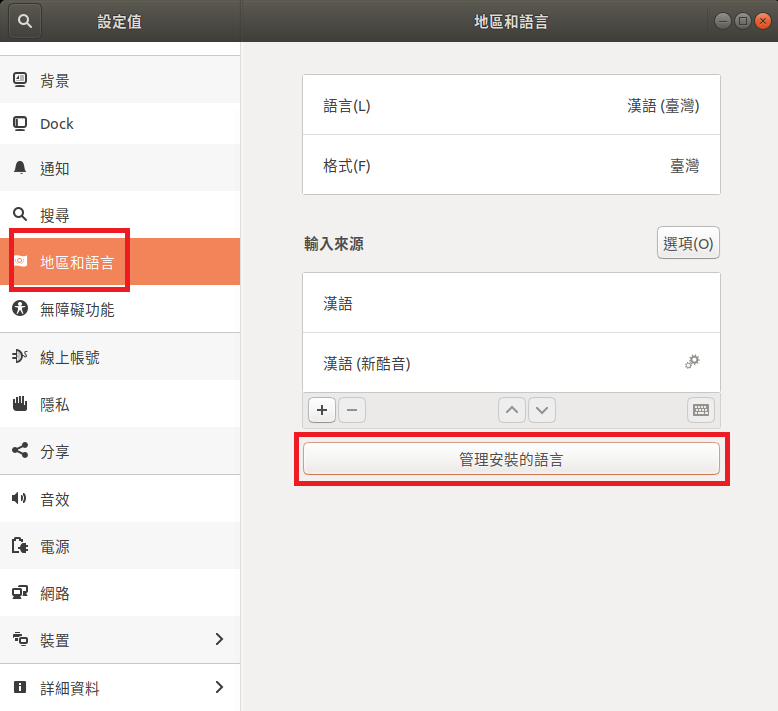 設定值
地區和語言
背景
Dock
通知
搜尋
地區和語言
無障礙功能
線上帳號
隱私
分享
音效
電源
網路
裝置
詳細資料
語言(L)
漢語 (臺灣)
格式(F)
臺灣
輸入來源
選項(O)
漢語
漢語 (新酷音)
管理安裝的語言